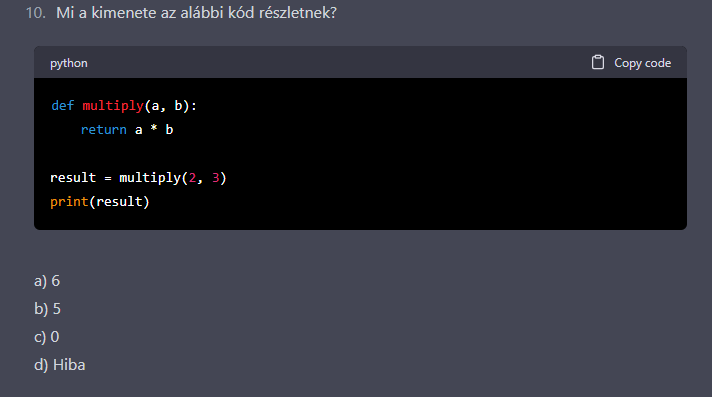 10. Mi a kimenete az alábbi kód részletnek?
python Copy code
def multiply(a, b):
    return a * b
result = multiply(2, 3)
print(result)
a) 6
b) 5
c) 0
d) Hiba